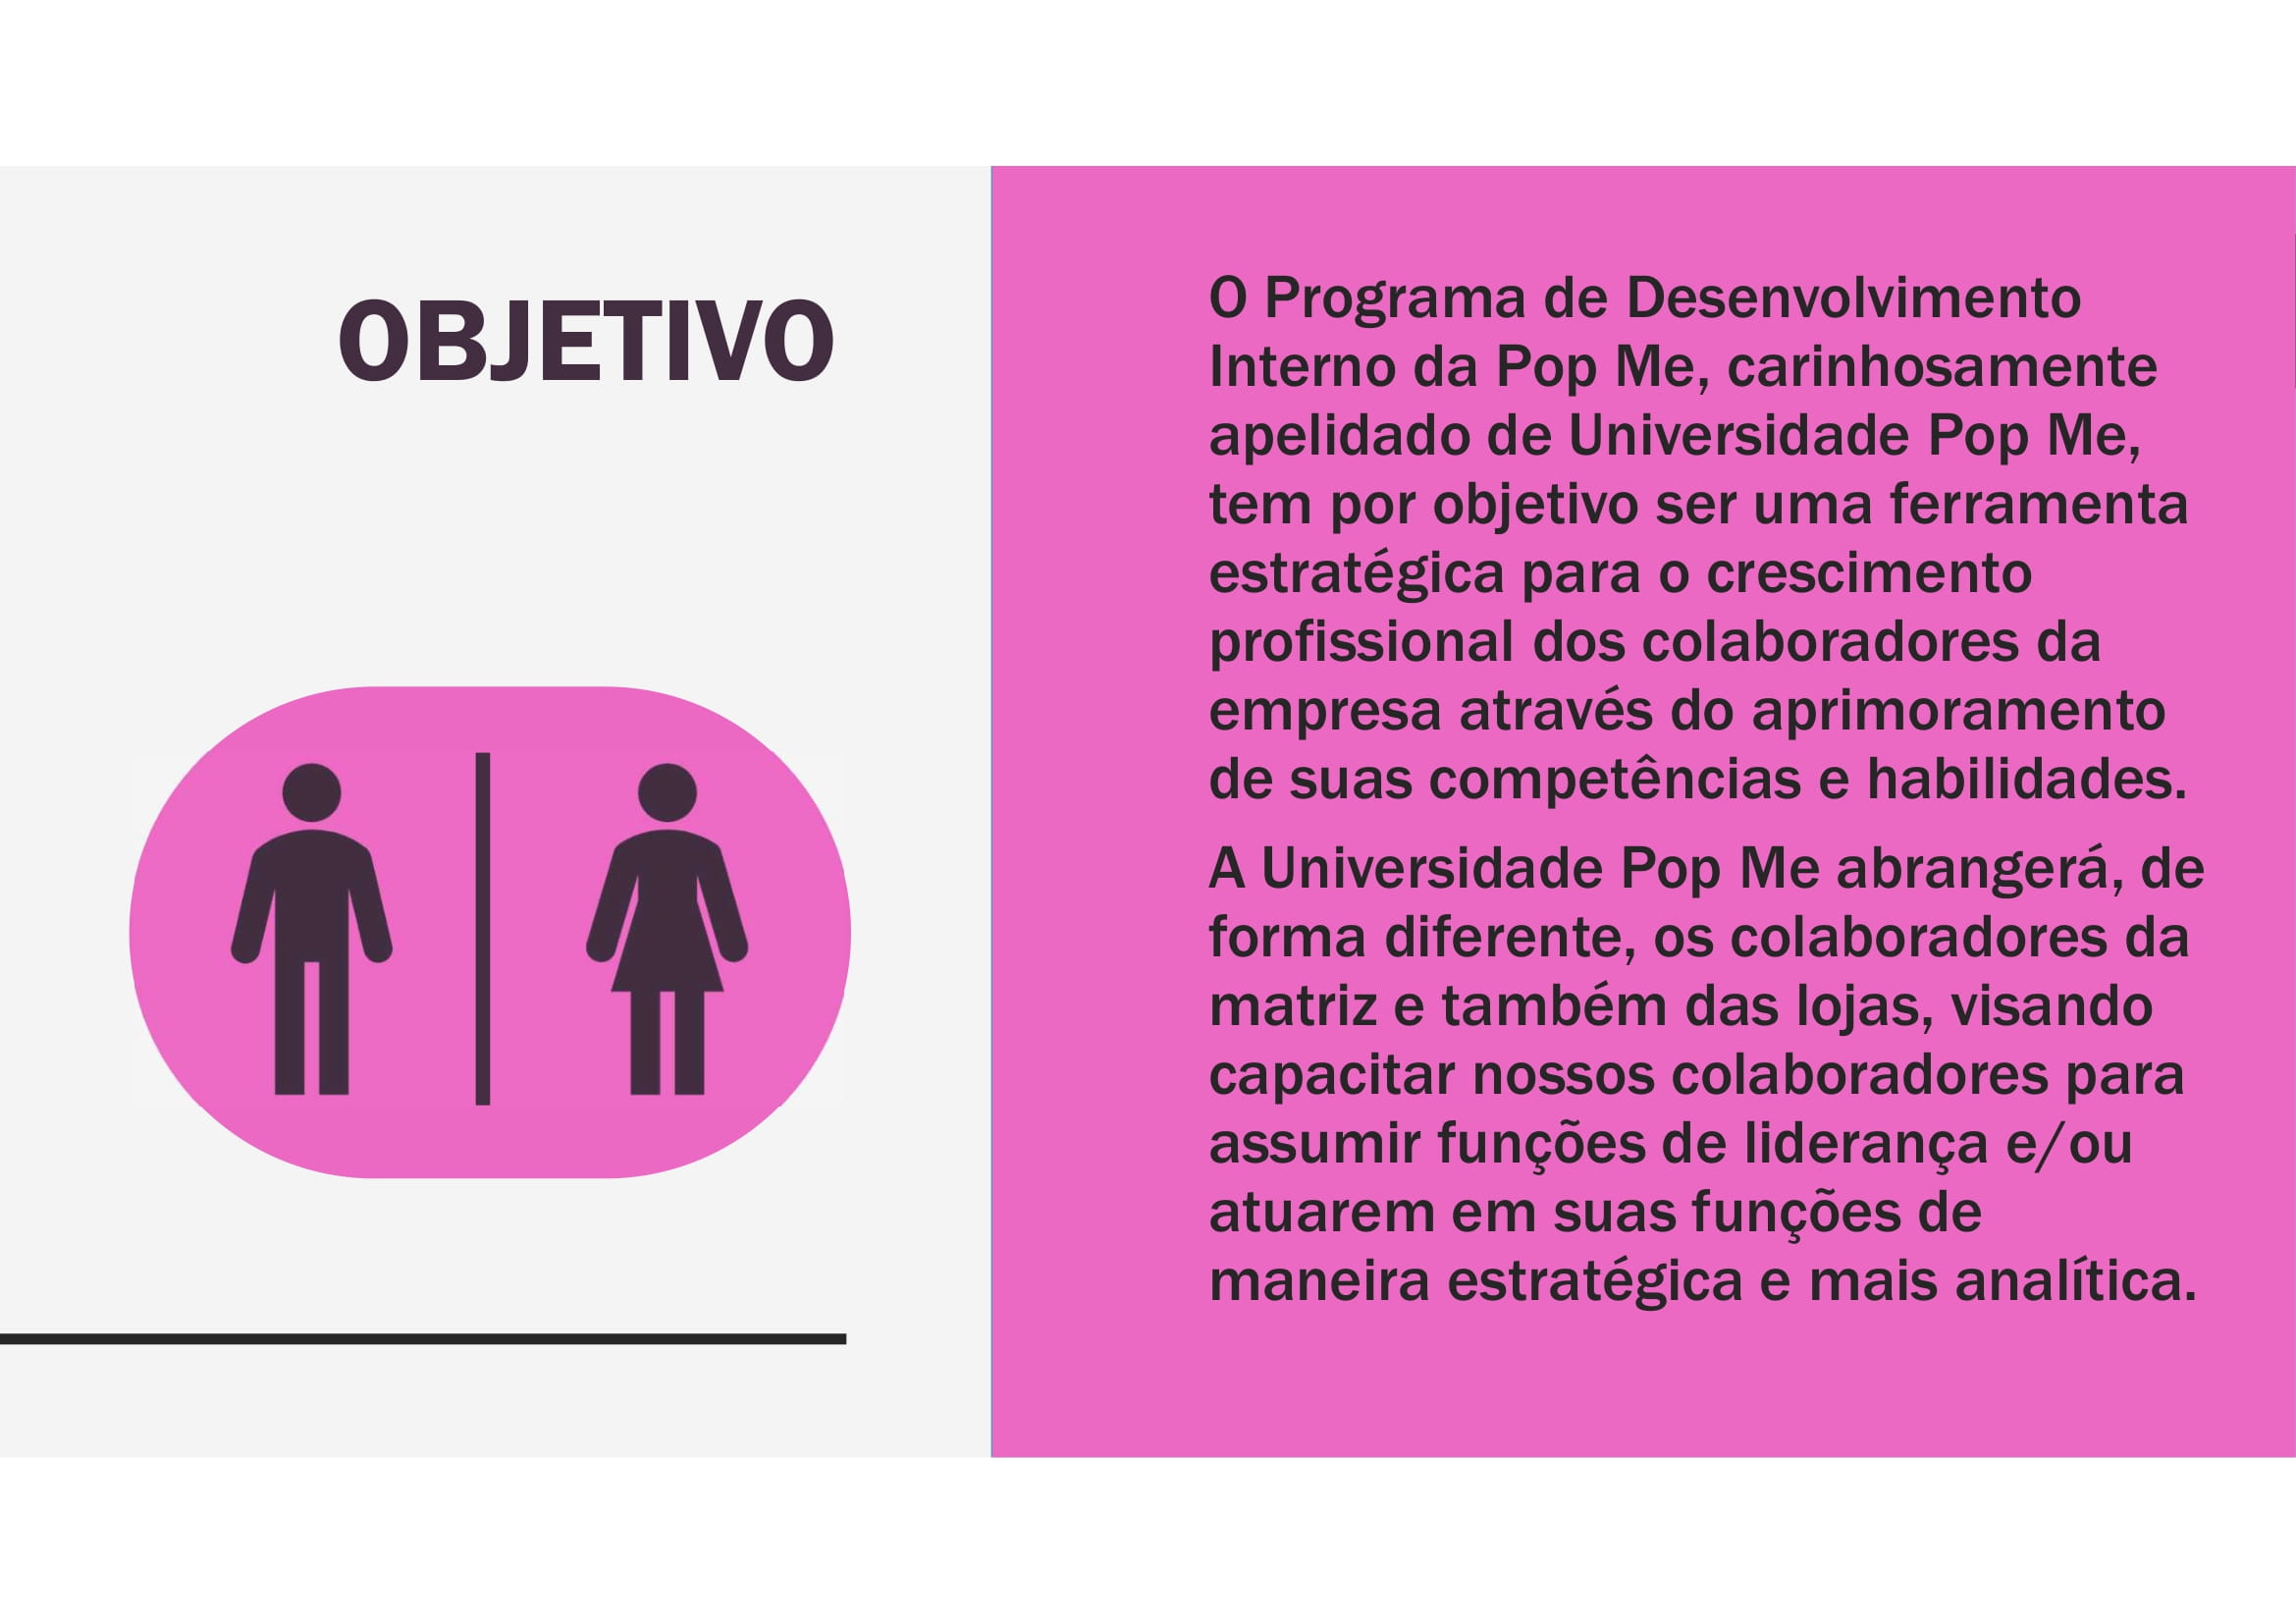 OBJETIVO
O Programa de Desenvolvimento
Interno da Pop Me, carinhosamente
apelidado de Universidade Pop Me,
tem por objetivo ser uma ferramenta
estratégica para o crescimento
profissional dos colaboradores da
empresa através do aprimoramento
de suas competências e habilidades.
A Universidade Pop Me abrangerá, de
forma diferente, os colaboradores da
matriz e também das lojas, visando
capacitar nossos colaboradores para
assumir funções de liderança e/ou
atuarem em suas funções de
maneira estratégica e mais analítica.